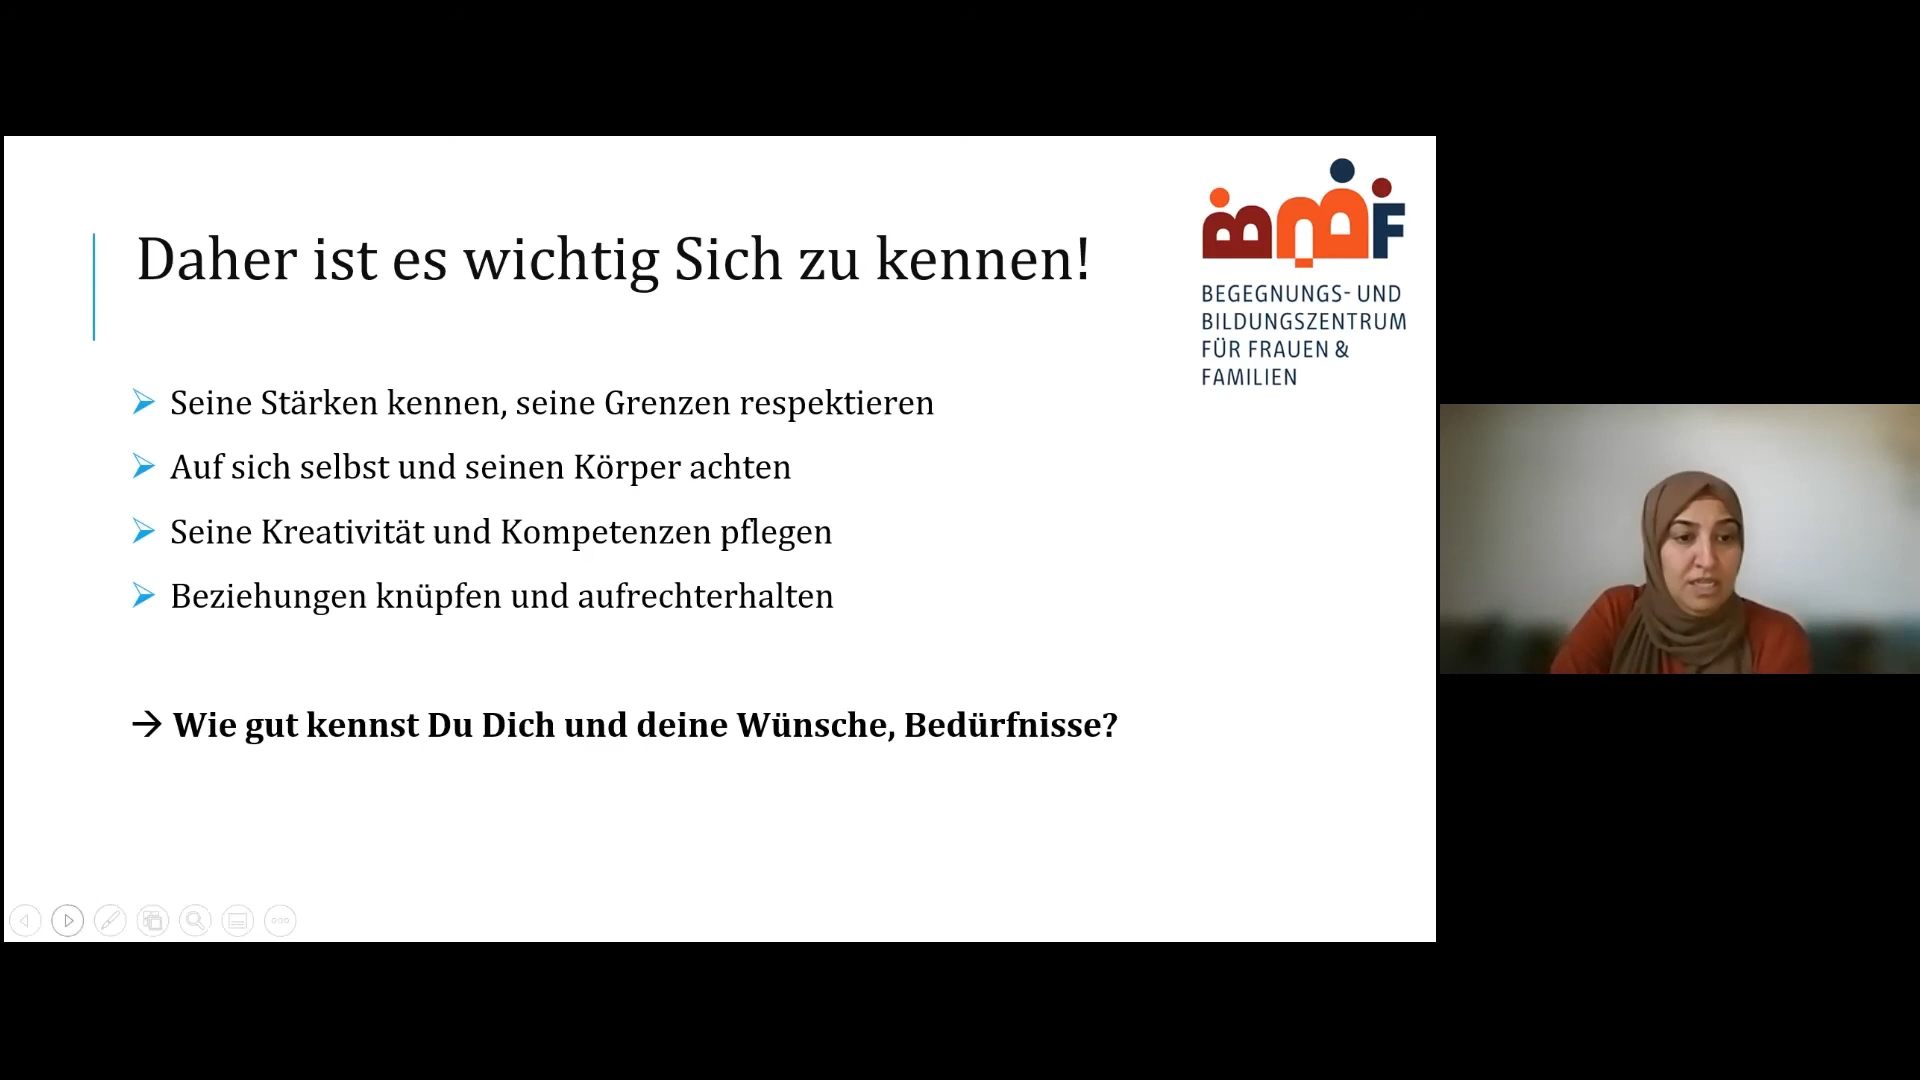 Daher ist es wichtig Sich zu kennen!
BBBF
BEGEGNUNGS- UND
BILDUNGSZENTRUM
FÜR FRAUEN &
FAMILIEN
Seine Stärken kennen, seine Grenzen respektieren
Auf sich selbst und seinen Körper achten
Seine Kreativität und Kompetenzen pflegen
Beziehungen knüpfen und aufrechterhalten
→ Wie gut kennst Du Dich und deine Wünsche, Bedürfnisse?